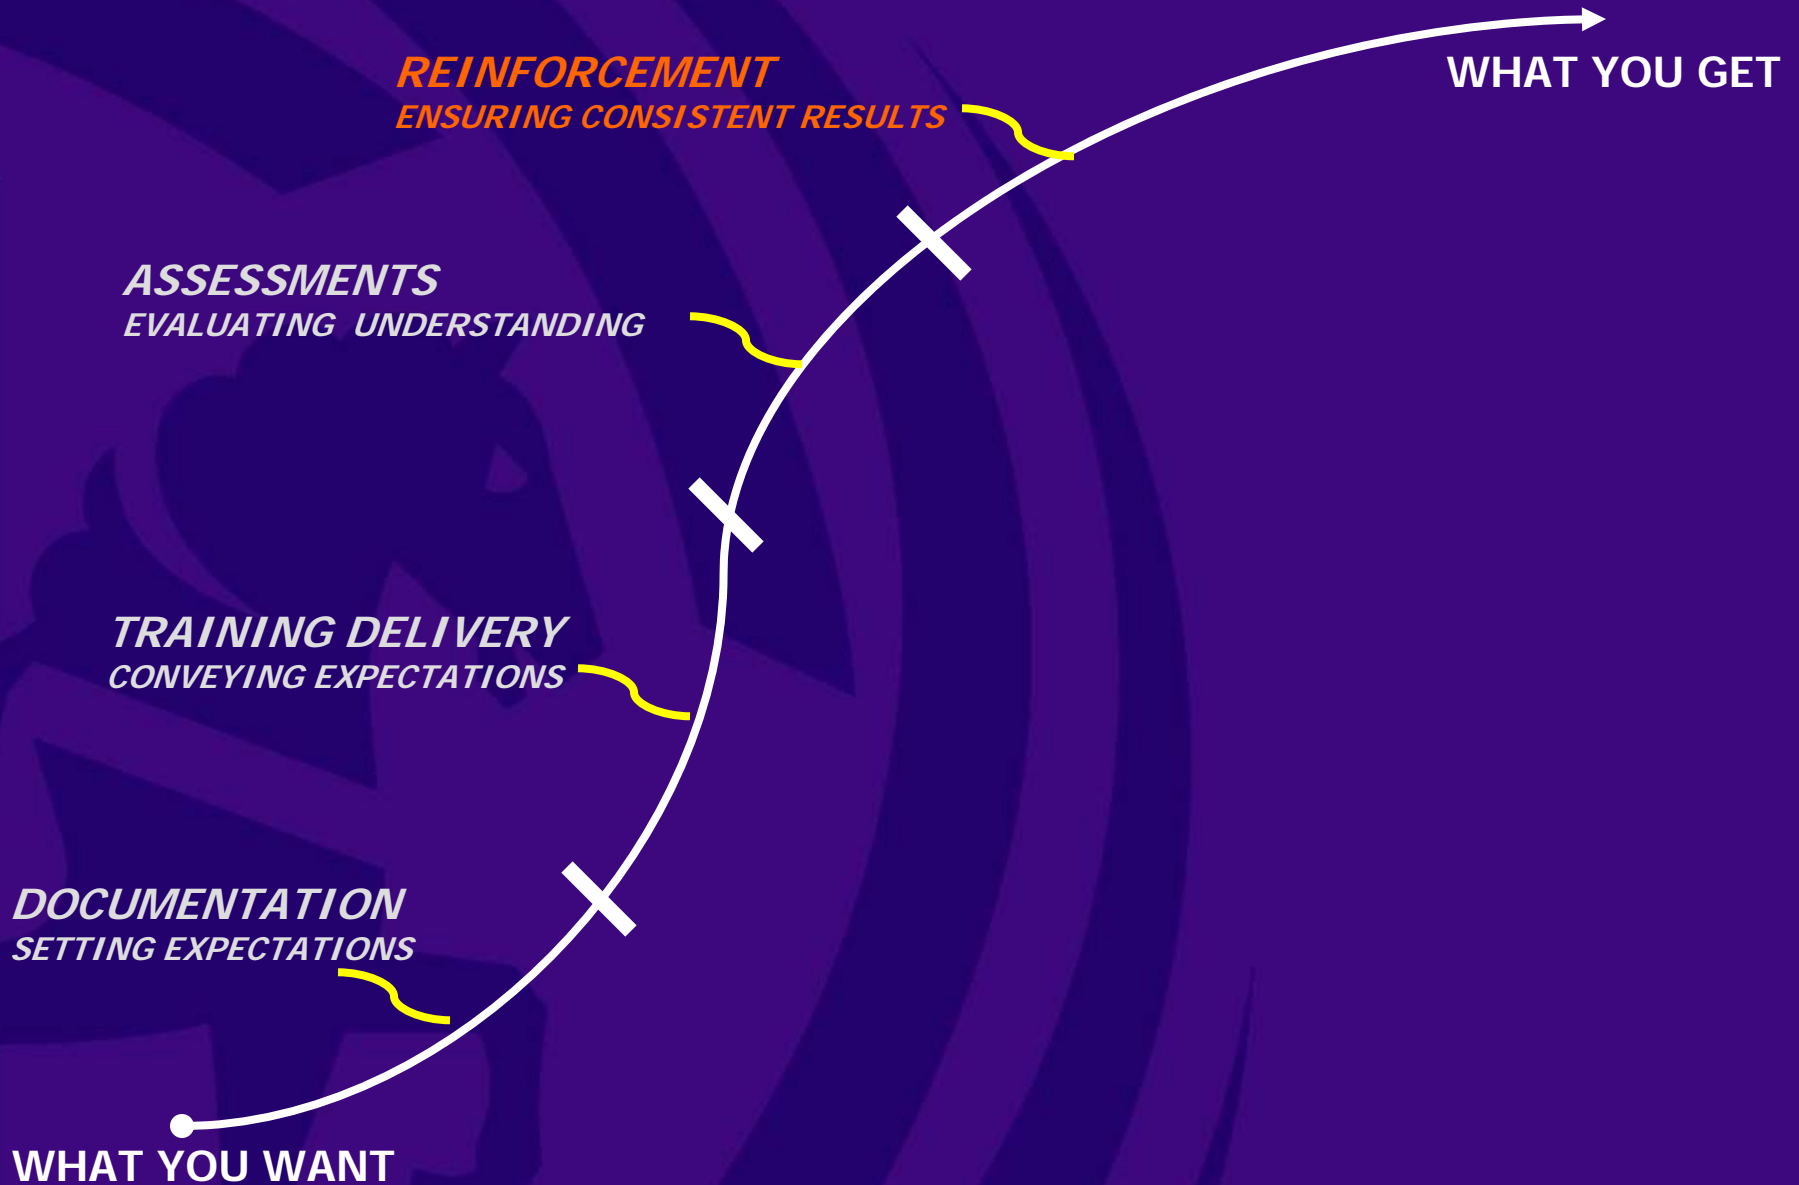 REINFORCEMENT
ENSURING CONSISTENT RESULTS
WHAT YOU GET
ASSESSMENTS
EVALUATING UNDERSTANDING
TRAINING DELIVERY
CONVEYING EXPECTATIONS
DOCUMENTATION
SETTING EXPECTATIONS
WHAT YOU WANT